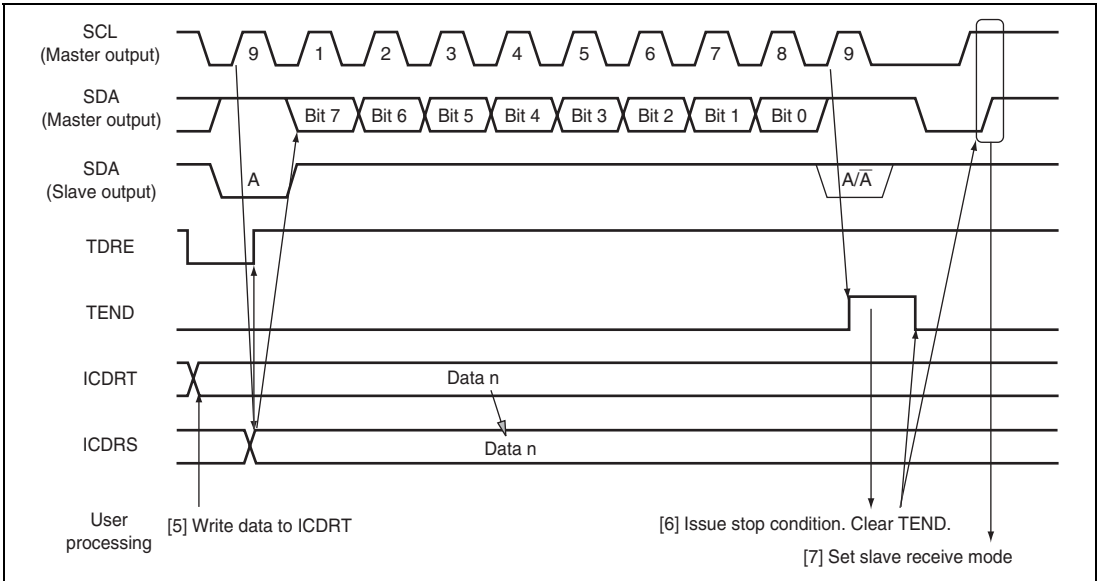 SCL
(Master output)
9 1 2 3 4 5 6 7 8 9
SDA
(Master output)
Bit 7 Bit 6 Bit 5 Bit 4 Bit 3 Bit 2 Bit 1 Bit 0
SDA
(Slave output)
A A/A̅
TDRE
TEND
ICDRT
Data n
ICDRS
Data n
User
processing
[5] Write data to ICDRT
[6] Issue stop condition. Clear TEND.
[7] Set slave receive mode